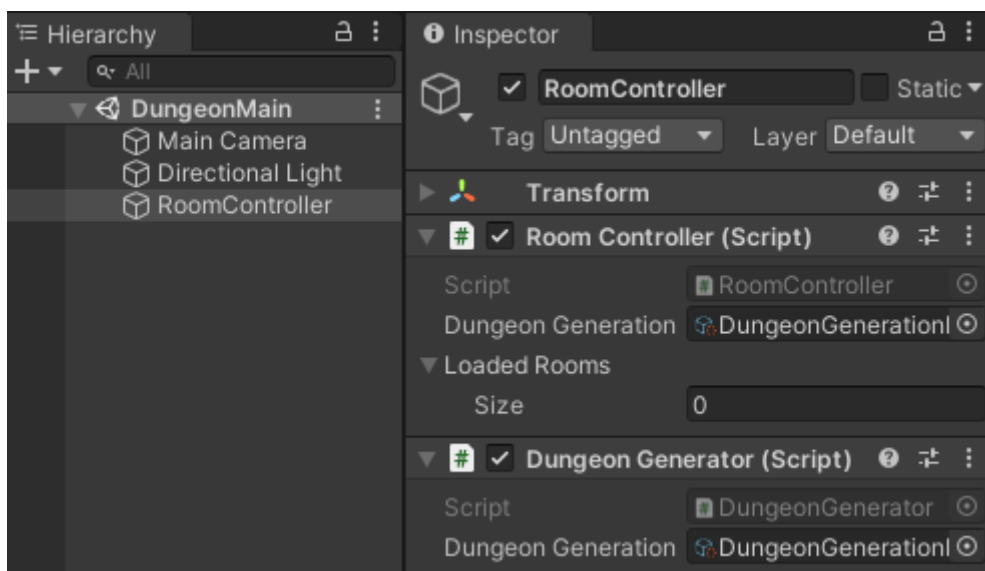 Hierarchy
All
DungeonMain
Main Camera
Directional Light
RoomController
Inspector
RoomController
Static
Tag Untagged Layer Default
Transform
# Room Controller (Script)
Script # RoomController
Dungeon Generation DungeonGenerationI
Loaded Rooms
Size 0
# Dungeon Generator (Script)
Script # DungeonGenerator
Dungeon Generation DungeonGenerationI